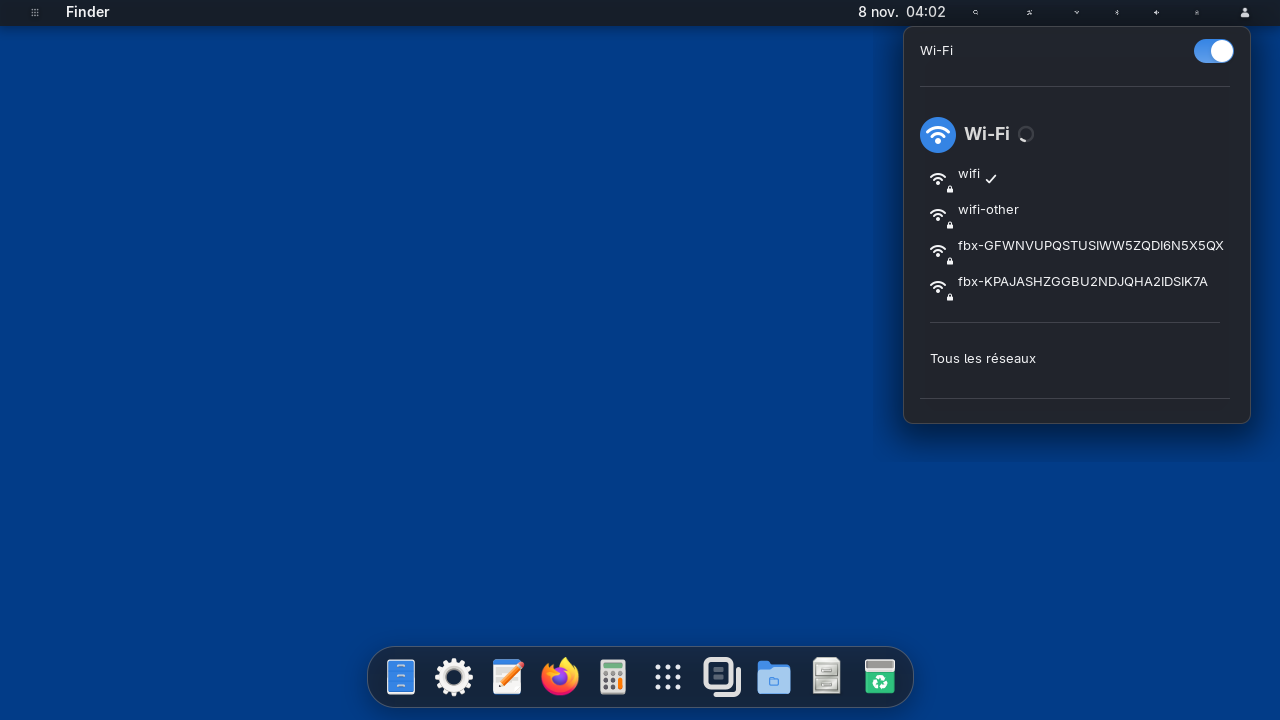 Finder
8 nov. 04:02
Wi-Fi
Wi-Fi
wifi
wifi-other
fbx-GFWNVUPQSTUSIWW5ZQDI6N5X5QX
fbx-KPAJASHZGGBU2NDJQHA2IDSIK7A
Tous les réseaux